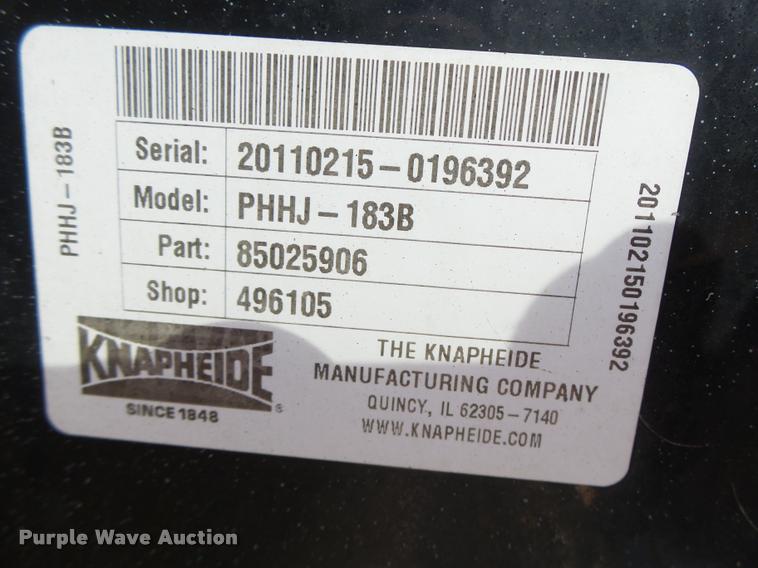 Serial: 20110215-0196392
Model: PHHJ-183B
Part: 85025906
Shop: 496105
PHHJ-183B
201102150196392
KNAPHEIDE
SINCE 1848
®
THE KNAPHEIDE
MANUFACTURING COMPANY
QUINCY, IL 62305-7140
WWW.KNAPHEIDE.COM
Purple Wave Auction